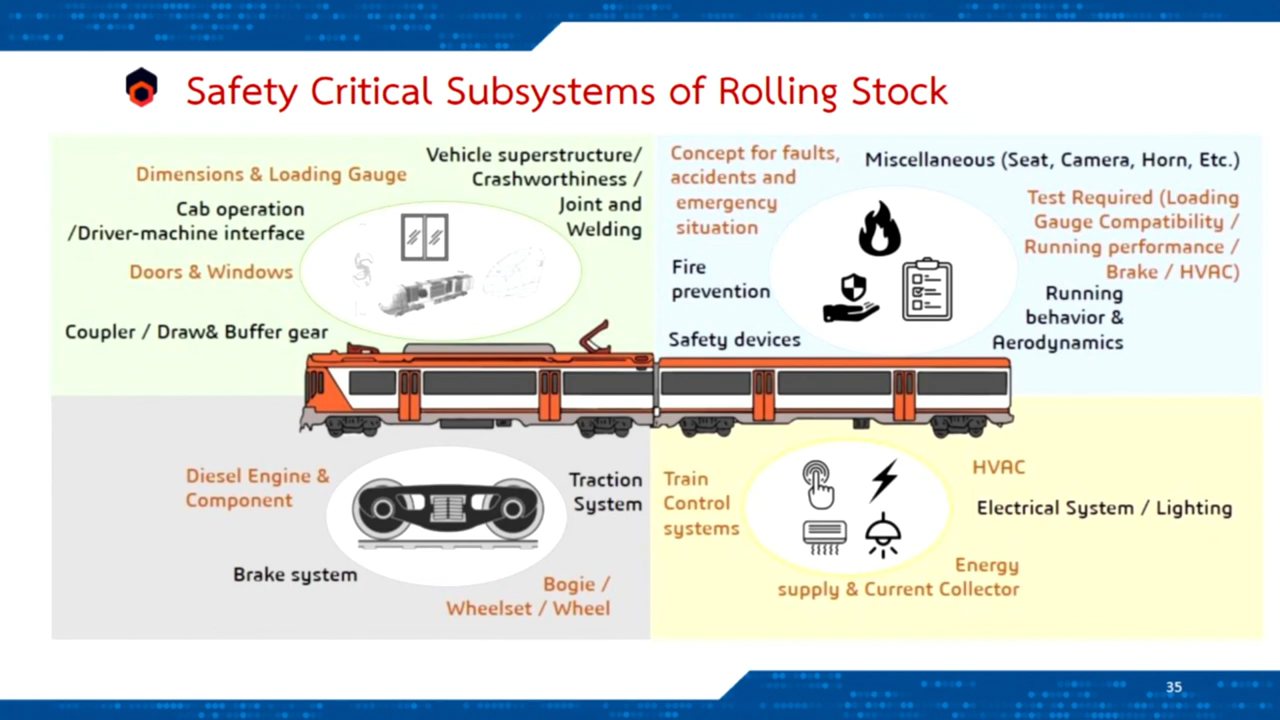 Safety Critical Subsystems of Rolling Stock
Dimensions & Loading Gauge
Vehicle superstructure/
Crashworthiness /
Joint and
Welding
Cab operation
/Driver-machine interface
Doors & Windows
Coupler / Draw& Buffer gear
Concept for faults,
accidents and
emergency
situation
Miscellaneous (Seat, Camera, Horn, Etc.)
Test Required (Loading
Gauge Compatibility /
Running performance /
Brake / HVAC)
Fire
prevention
Running
behavior &
Aerodynamics
Safety devices
Diesel Engine &
Component
Traction
System
Brake system
Bogie /
Wheelset / Wheel
Train
Control
systems
HVAC
Electrical System / Lighting
Energy
supply & Current Collector
35